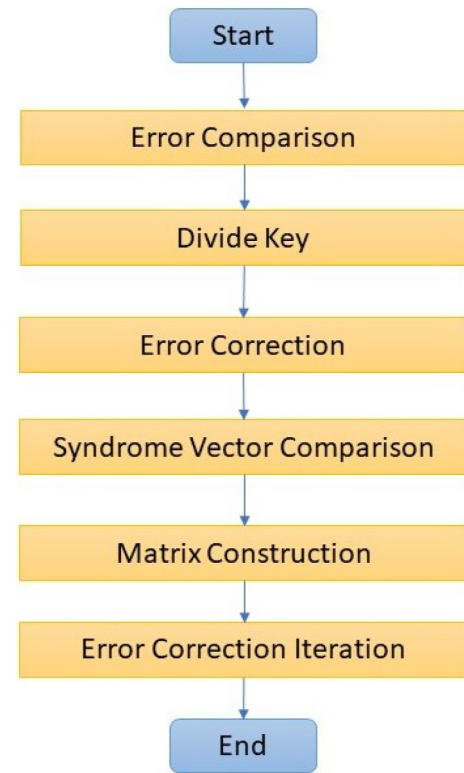 Start
Error Comparison
Divide Key
Error Correction
Syndrome Vector Comparison
Matrix Construction
Error Correction Iteration
End